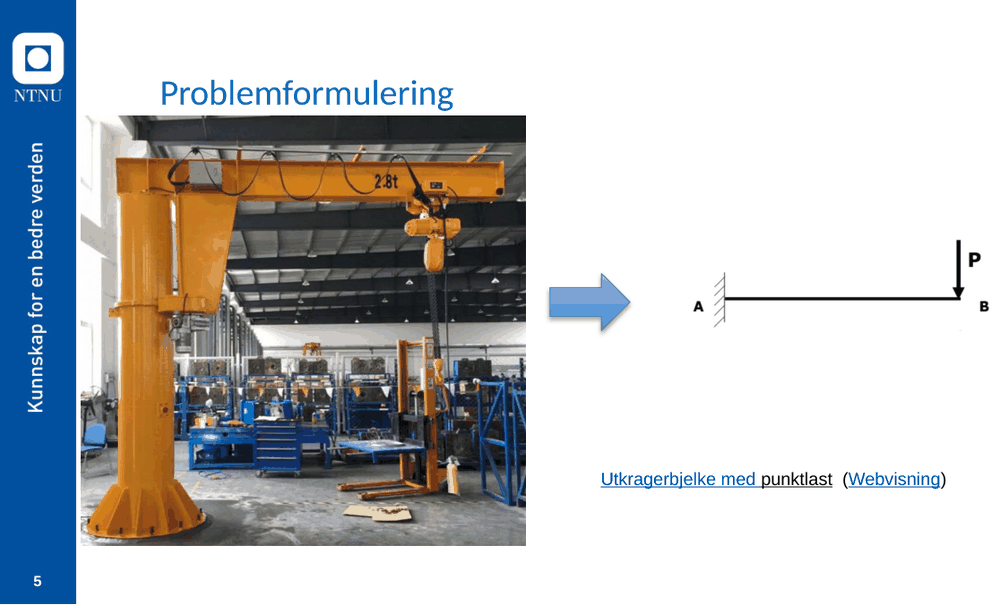 NTNU
Kunnskap for en bedre verden
Problemformulering
2.8t
P
A
B
Utkragerbjelke med punktlast (Webvisning)
5